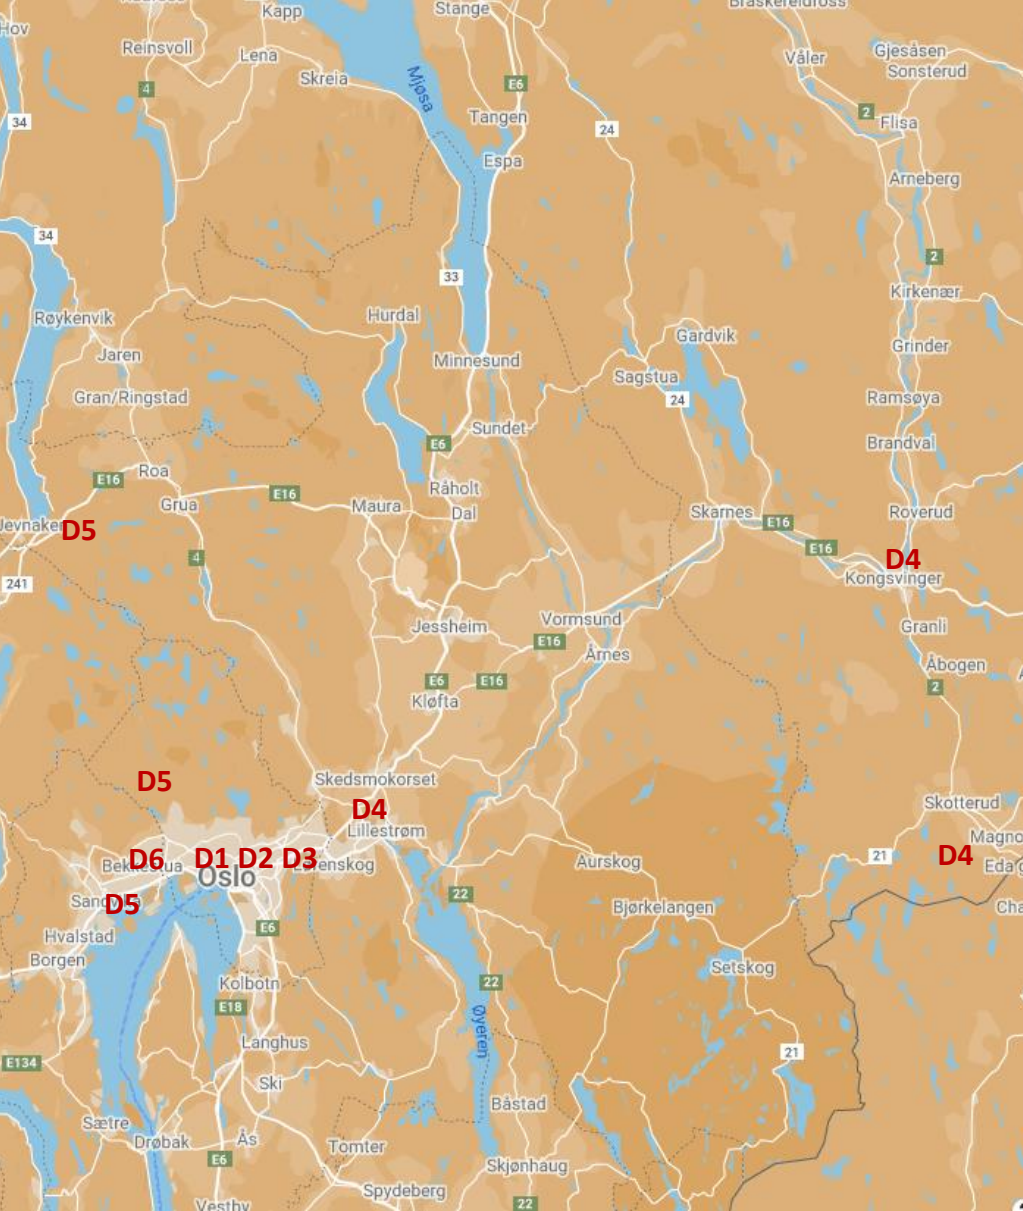 Kapp
Stange
Braskereidfoss
Hov
Reinsvoll
Lena
Våler
Gjesåsen
Sonsterud
Skreia
Mjøsa
E6
4
2
34
Tangen
24
Flisa
Espa
Arneberg
34
2
33
Kirkenær
Røykenvik
Hurdal
Gardvik
Grinder
Jaren
Minnesund
Sagstua
Gran/Ringstad
24
Ramsøya
Sundet
E6
Brandval
Roa
E16
Råholt
E16
Grua
Maura
Dal
Skarnes
Roverud
Jevnaker
D5
E16
E16
4
D4
241
Kongsvinger
Jessheim
Vormsund
Granli
E16
Årnes
Åbogen
E6
E16
2
Kløfta
D5
Skedsmokorset
D4
Skotterud
Lillestrøm
Magno
D6
D1 D2 D3
D4
21
Bekkestua
Lørenskog
Aurskog
Eda g
Oslo
Sandvika
D5
22
Bjørkelangen
Cha
E6
Hvalstad
Borgen
Setskog
Kolbotn
22
E18
Øyeren
Langhus
21
E134
Ski
Båstad
Sætre
Drøbak
Ås
Tomter
E6
Skjønhaug
Spydeberg
Vestby
22